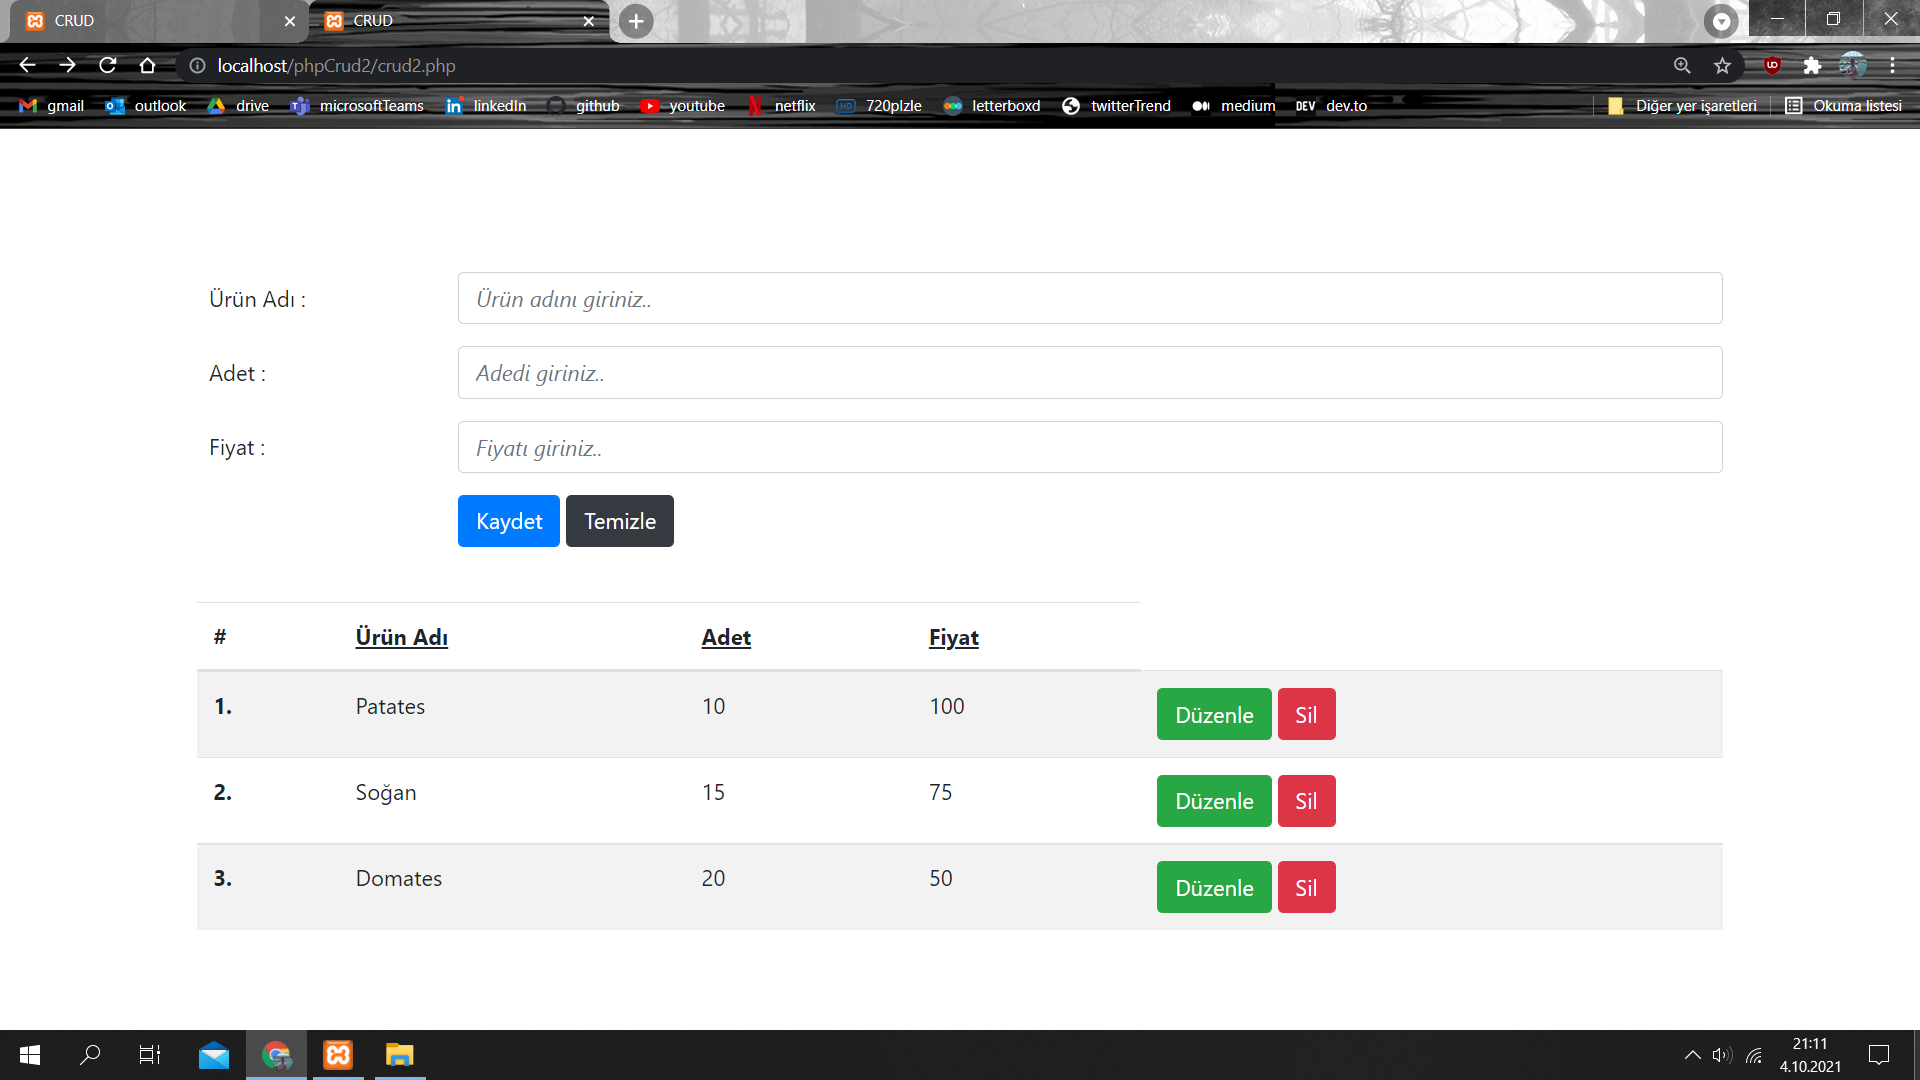 CRUD
CRUD
localhost/phpCrud2/crud2.php
gmail outlook drive microsoftTeams linkedIn github youtube netflix HD 720pIzle letterboxd twitterTrend medium DEV dev.to Diğer yer işaretleri Okuma listesi
Ürün Adı : Ürün adını giriniz..
Adet : Adedi giriniz..
Fiyat : Fiyatı giriniz..
Kaydet Temizle
# Ürün Adı Adet Fiyat
1. Patates 10 100 Düzenle Sil
2. Soğan 15 75 Düzenle Sil
3. Domates 20 50 Düzenle Sil
21:11
4.10.2021